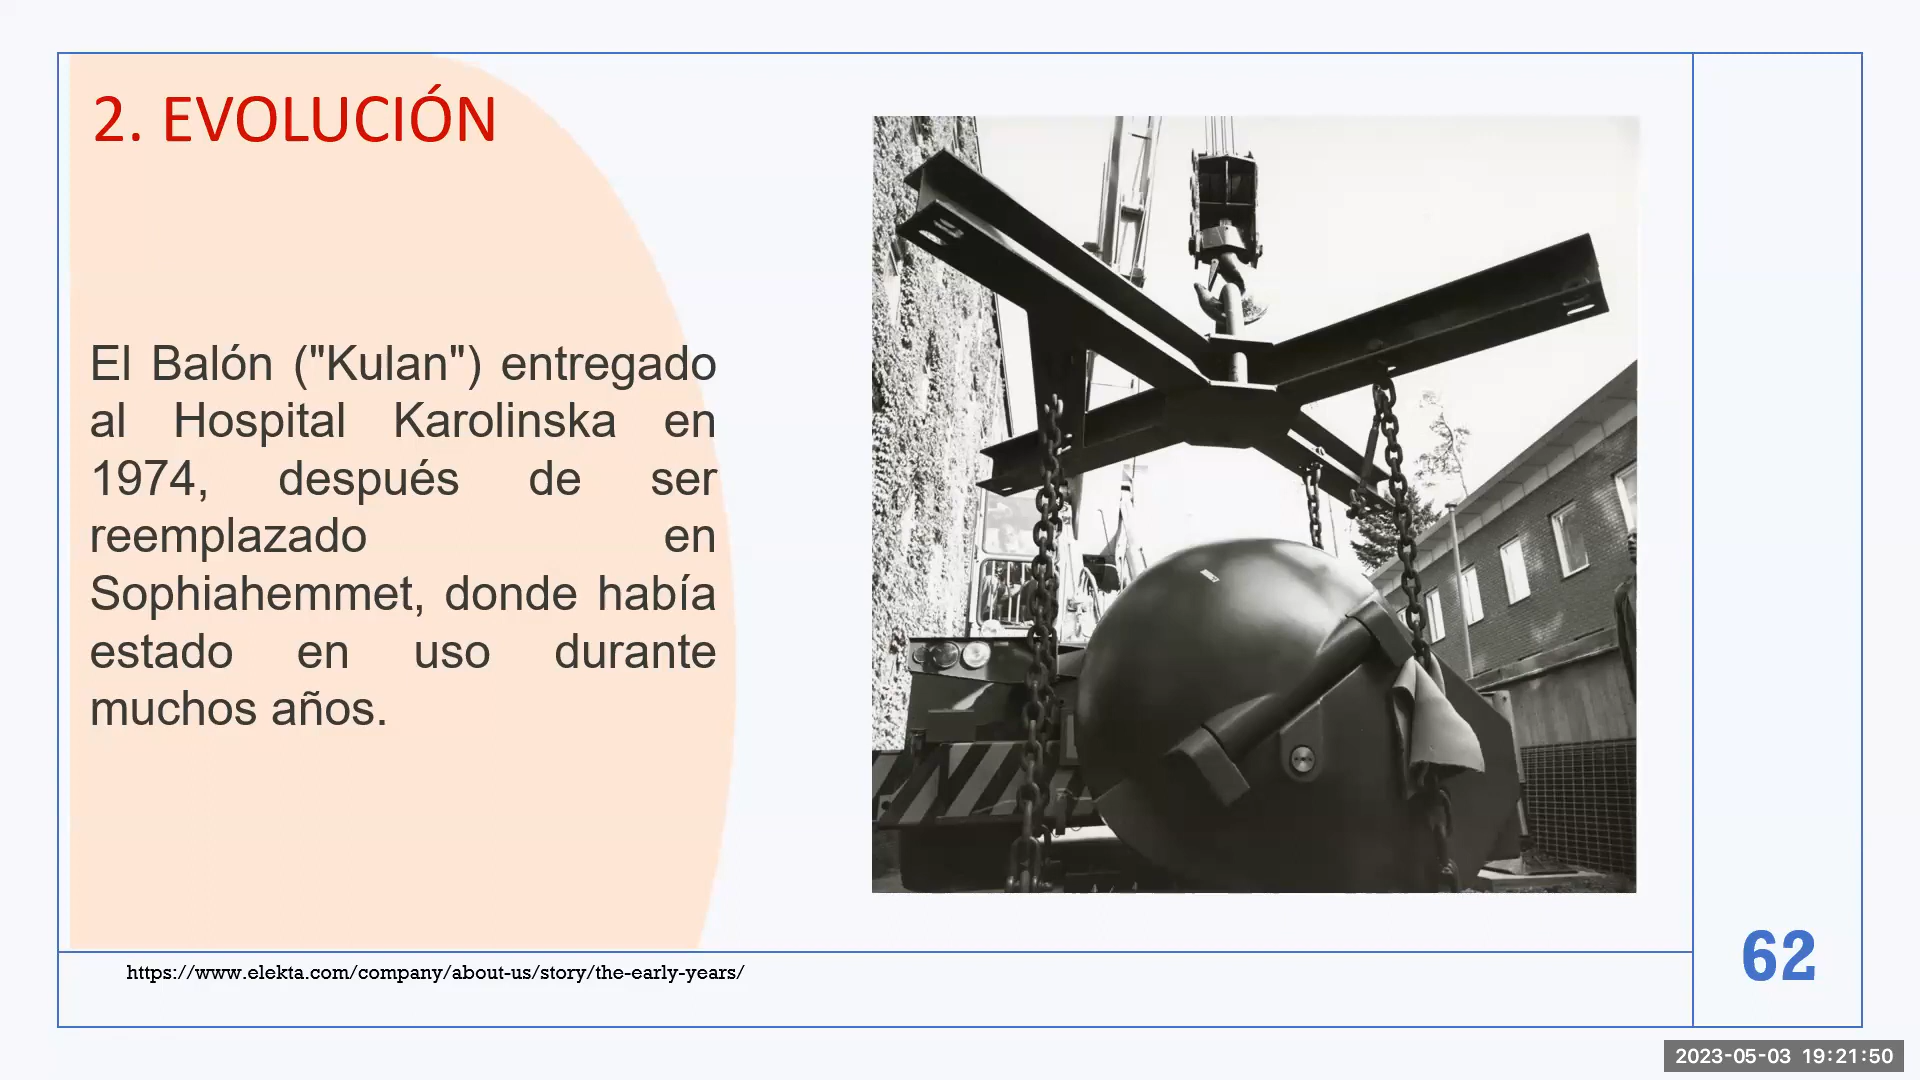 2. EVOLUCIÓN
El Balón ("Kulan") entregado
al Hospital Karolinska en
1974, después de ser
reemplazado en
Sophiahemmet, donde había
estado en uso durante
muchos años.
https://www.elekta.com/company/about-us/story/the-early-years/
62
2023-05-03 19:21:50